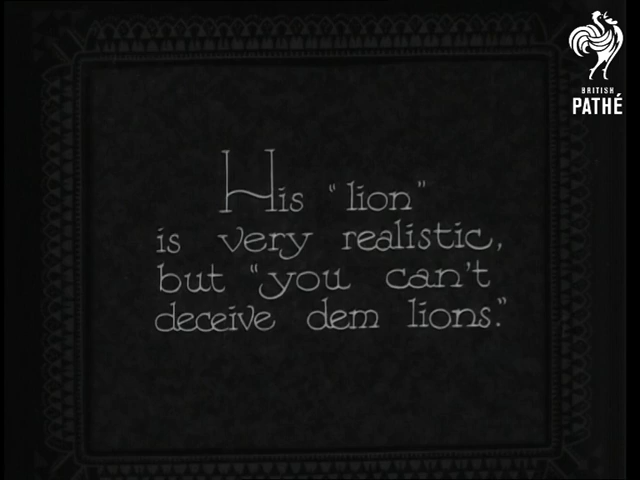 BRITISH
PATHÉ
His "lion"
is very realistic,
but "you can't
deceive dem lions."